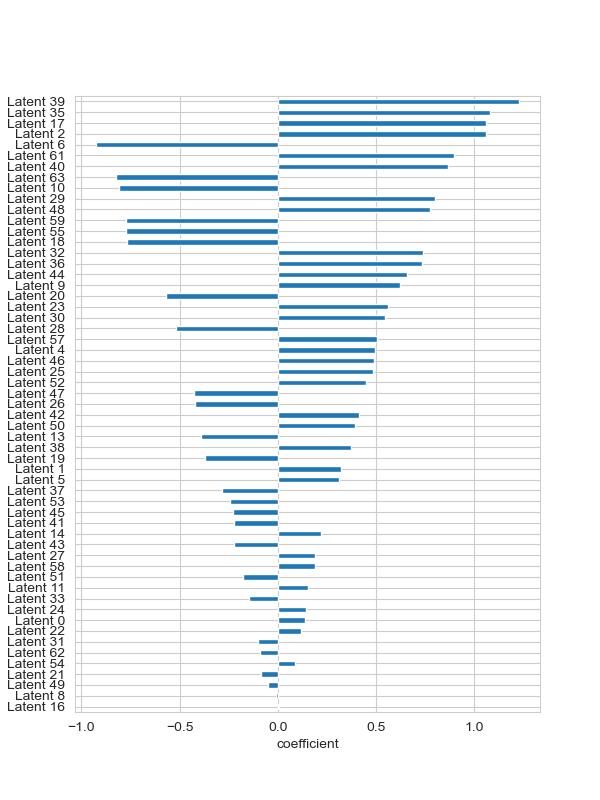 Latent 39
Latent 35
Latent 17
Latent 2
Latent 6
Latent 61
Latent 40
Latent 63
Latent 10
Latent 29
Latent 48
Latent 59
Latent 55
Latent 18
Latent 32
Latent 36
Latent 44
Latent 9
Latent 20
Latent 23
Latent 30
Latent 28
Latent 57
Latent 4
Latent 46
Latent 25
Latent 52
Latent 47
Latent 26
Latent 42
Latent 50
Latent 13
Latent 38
Latent 19
Latent 1
Latent 5
Latent 37
Latent 53
Latent 45
Latent 41
Latent 14
Latent 43
Latent 27
Latent 58
Latent 51
Latent 11
Latent 33
Latent 24
Latent 0
Latent 22
Latent 31
Latent 62
Latent 54
Latent 21
Latent 49
Latent 8
Latent 16
−1.0 −0.5 0.0 0.5 1.0
coefficient